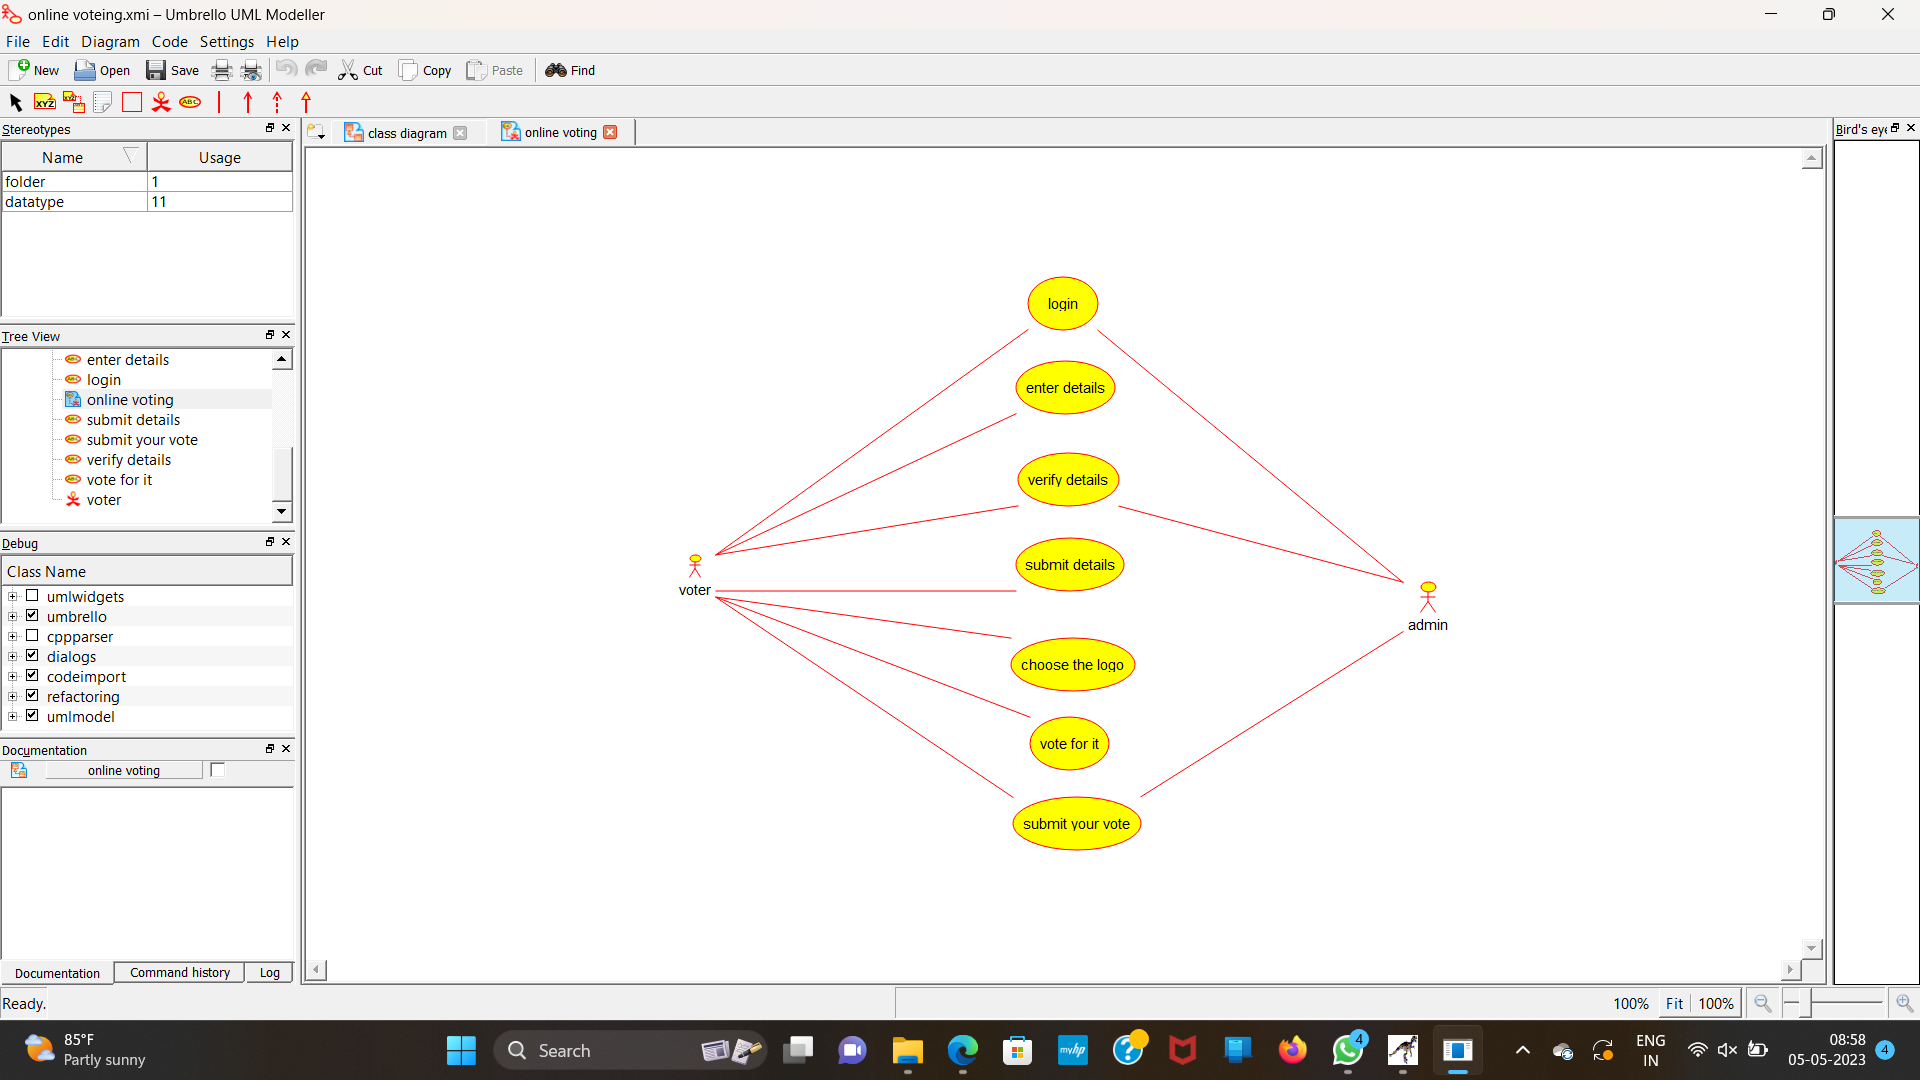 online voteing.xmi – Umbrello UML Modeller
File Edit Diagram Code Settings Help
New Open Save Cut Copy Paste Find
XYZ XYZ ABC
Stereotypes
Name Usage
folder 1
datatype 11
Tree View
enter details
login
online voting
submit details
submit your vote
verify details
vote for it
voter
Debug
Class Name
umlwidgets
umbrello
cppparser
dialogs
codeimport
refactoring
umlmodel
Documentation
online voting
Documentation Command history Log
Ready.
class diagram online voting
login
enter details
verify details
submit details
choose the logo
vote for it
submit your vote
voter
admin
Bird's eye
100% Fit 100%
85°F
Partly sunny
Search
myhp
4
ENG
IN
08:58
05-05-2023
4